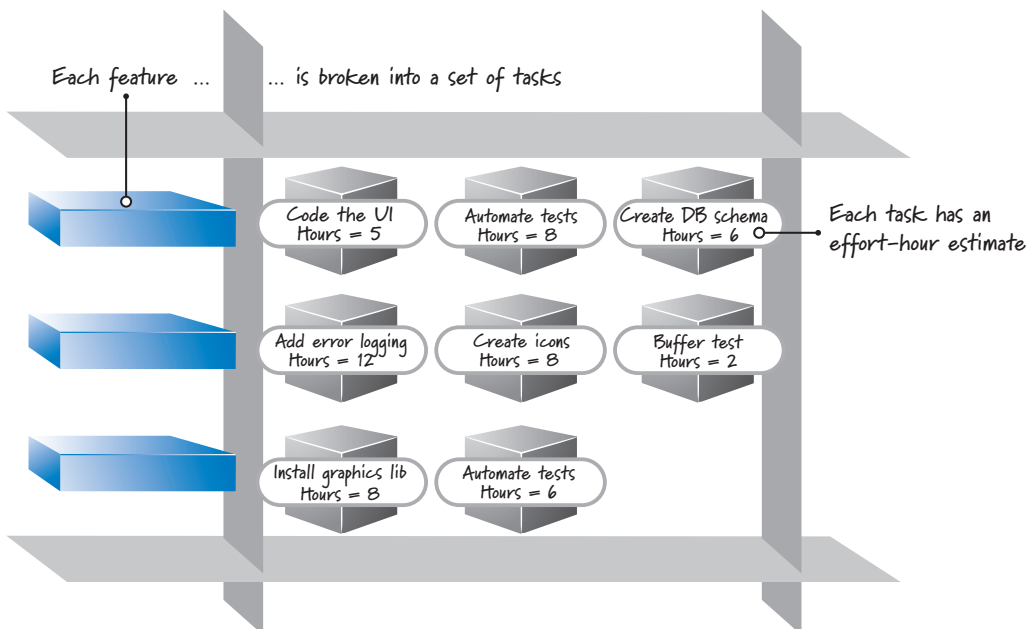 Each feature ...
... is broken into a set of tasks
Code the UI
Hours = 5
Automate tests
Hours = 8
Create DB schema
Hours = 6
Each task has an
effort-hour estimate
Add error logging
Hours = 12
Create icons
Hours = 8
Buffer test
Hours = 2
Install graphics lib
Hours = 8
Automate tests
Hours = 6